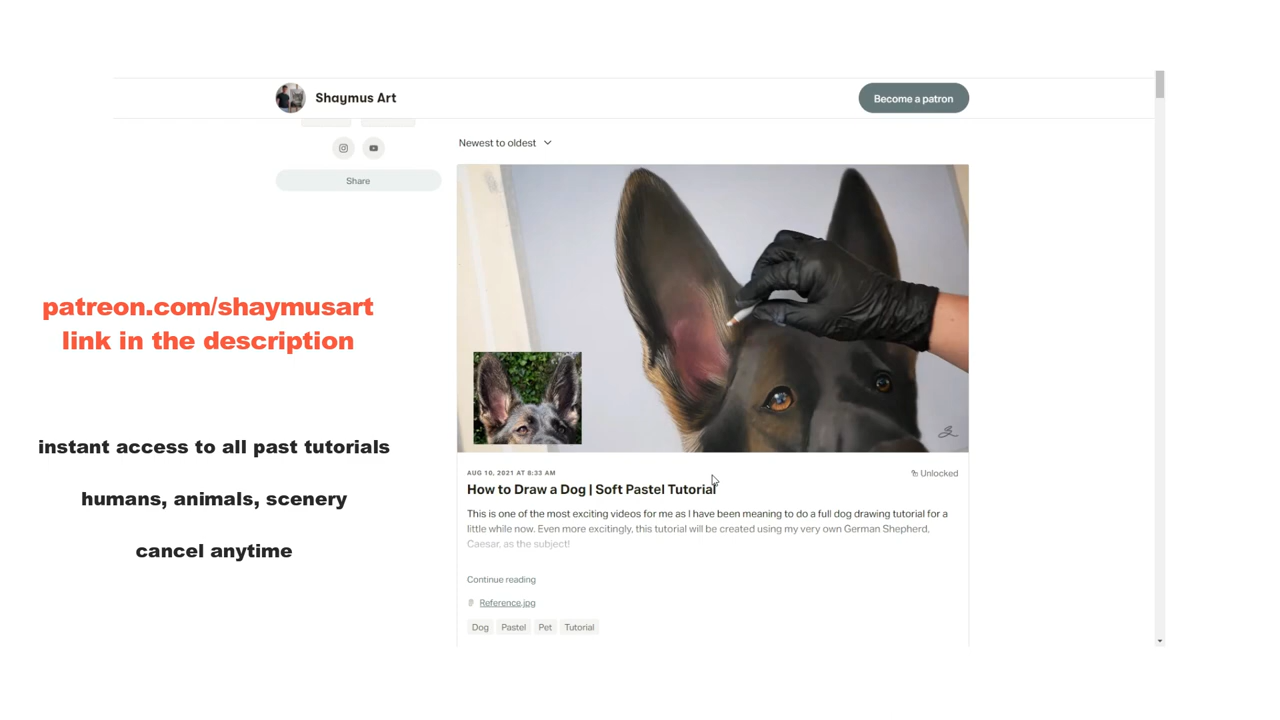 Shaymus Art
Become a patron
Newest to oldest
Share
patreon.com/shaymusart
link in the description
instant access to all past tutorials
humans, animals, scenery
cancel anytime
AUG 10, 2021 AT 8:33 AM
Unlocked
How to Draw a Dog | Soft Pastel Tutorial
This is one of the most exciting videos for me as I have been meaning to do a full dog drawing tutorial for a
little while now. Even more excitingly, this tutorial will be created using my very own German Shepherd,
Caesar, as the subject!
Continue reading
Reference.jpg
Dog Pastel Pet Tutorial